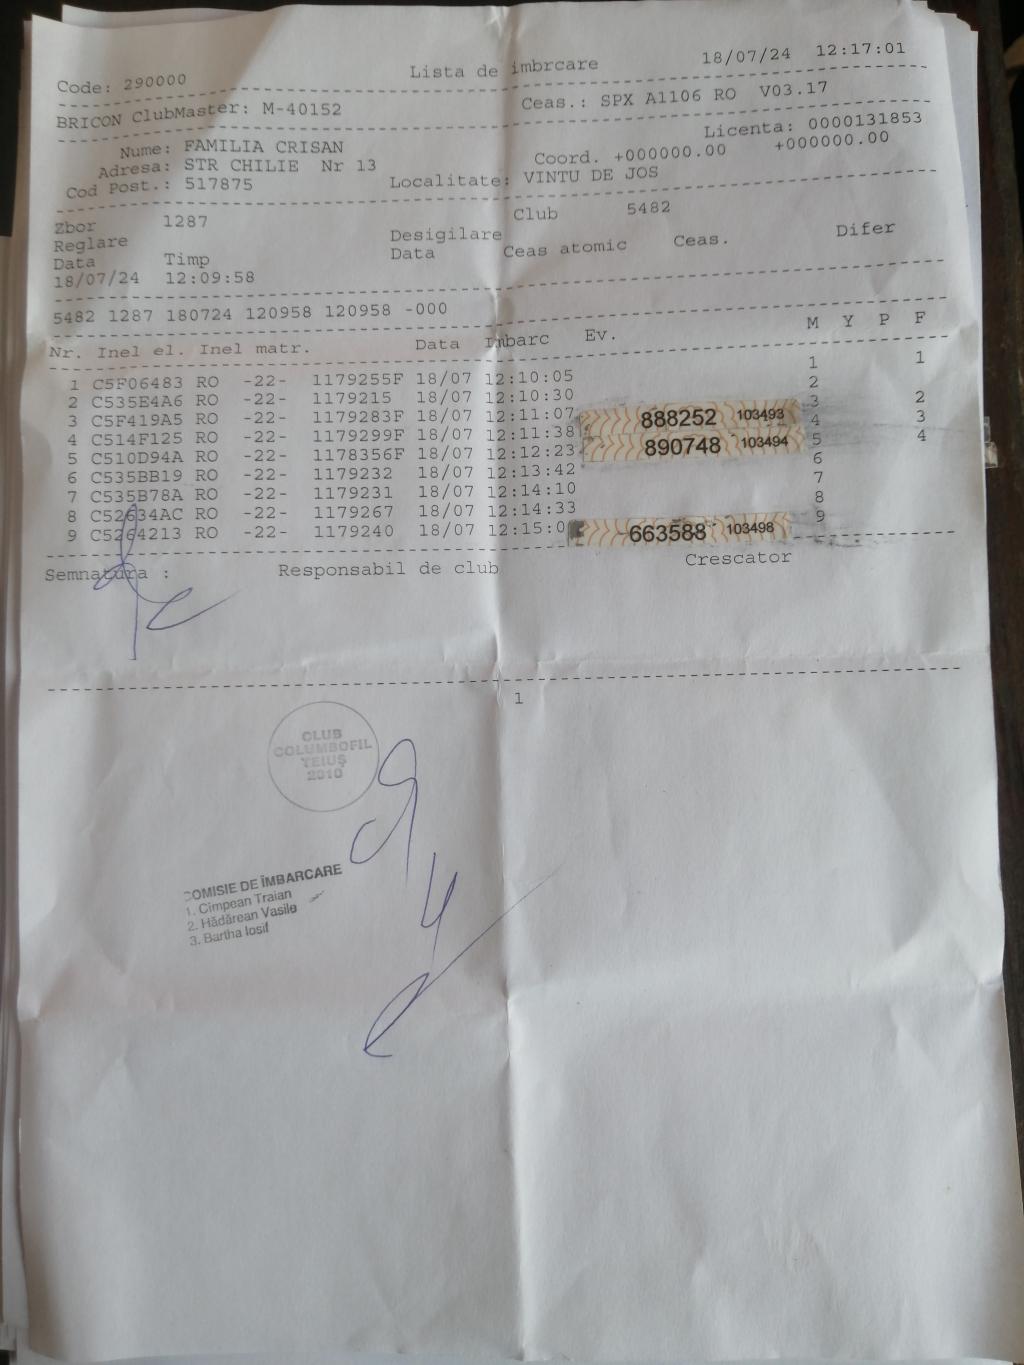 Code: 290000 Lista de imbrcare 18/07/24 12:17:01
BRICON ClubMaster: M-40152 Ceas.: SPX A1106 RO V03.17
Nume: FAMILIA CRISAN Licenta: 0000131853
Adresa: STR CHILIE Nr 13 Coord. +000000.00 +000000.00
Cod Post.: 517875 Localitate: VINTU DE JOS
Zbor 1287 Club 5482
Reglare Desigilare
Data Timp Data Ceas atomic Ceas. Difer
18/07/24 12:09:58
5482 1287 180724 120958 120958 -000
Nr. Inel el. Inel matr. Data Imbarc Ev. M Y P F
1 C5F06483 RO -22- 1179255F 18/07 12:10:05 1 1
2 C535E4A6 RO -22- 1179215 18/07 12:10:30 2
3 C5F419A5 RO -22- 1179283F 18/07 12:11:07 888252 103493 3 2
4 C514F125 RO -22- 1179299F 18/07 12:11:38 890748 103494 4 3
5 C510D94A RO -22- 1178356F 18/07 12:12:23 5 4
6 C535BB19 RO -22- 1179232 18/07 12:13:42 6
7 C535B78A RO -22- 1179231 18/07 12:14:10 7
8 C52634AC RO -22- 1179267 18/07 12:14:33 8
9 C5264213 RO -22- 1179240 18/07 12:15:0 663588 103498 9
Semnatura : Responsabil de club Crescator
1
CLUB
COLUMBOFIL
TEIUȘ
2010
COMISIE DE ÎMBARCARE
1. Cîmpean Traian
2. Hădărean Vasile
3. Bartha Iosif